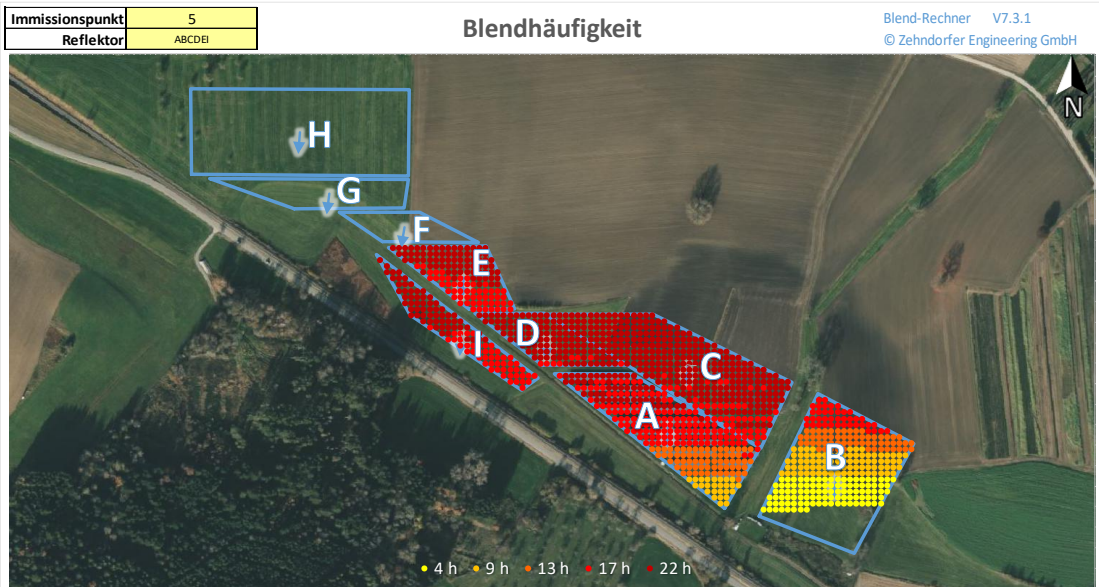 Immissionspunkt 5
Reflektor ABCDEI
Blendhäufigkeit
Blend-Rechner V7.3.1
© Zehndorfer Engineering GmbH
N
H
G
F
E
D
I
C
A
B
4 h 9 h 13 h 17 h 22 h